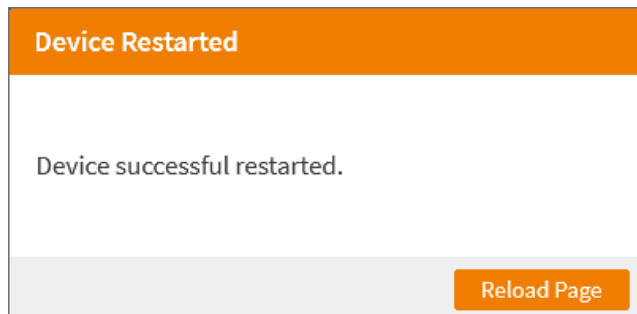 Device Restarted
Device successful restarted.
Reload Page